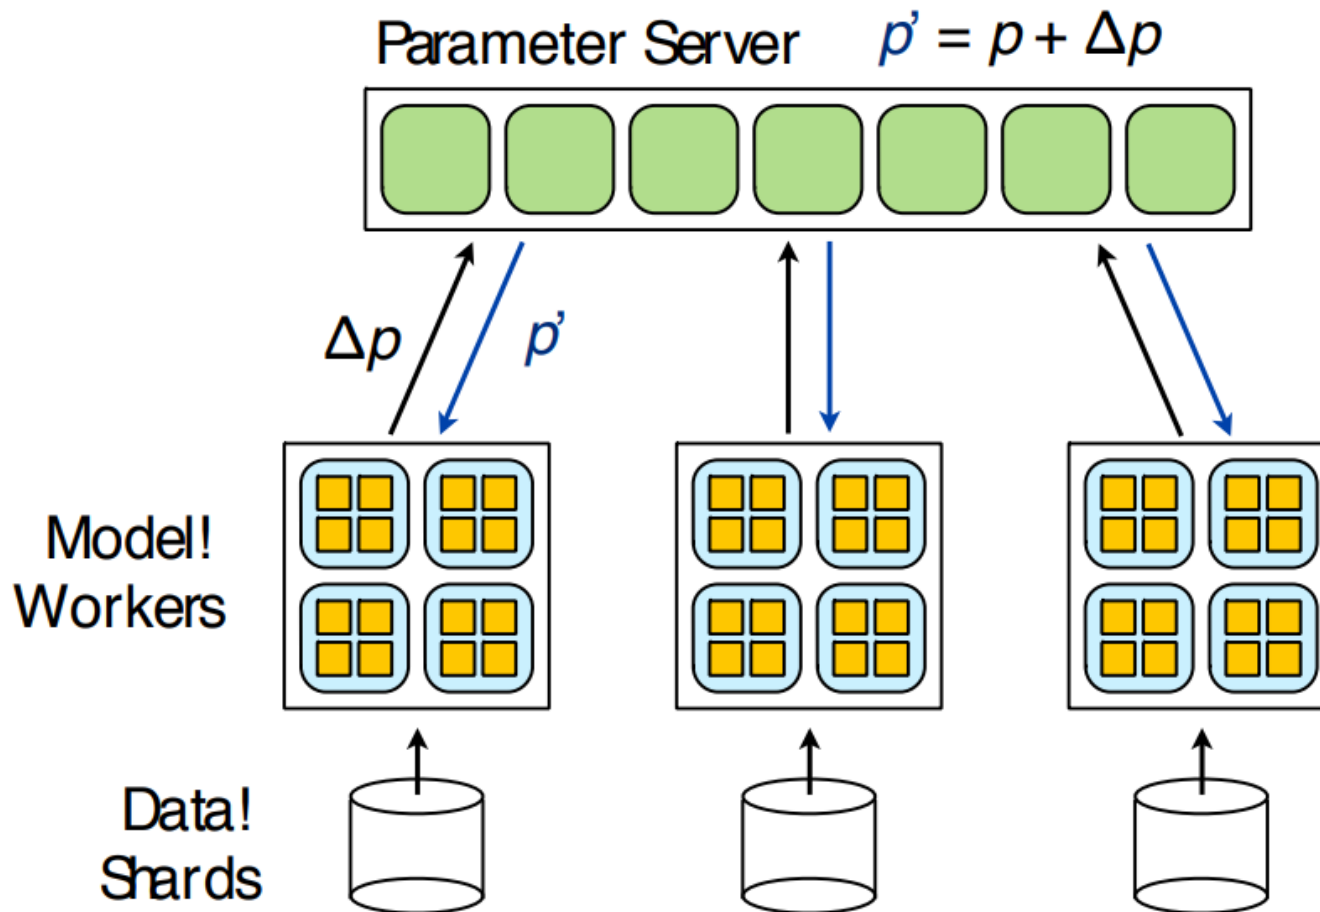 Parameter Server p’ = p + Δp
Δp p’
Model!
Workers
Data!
Shards